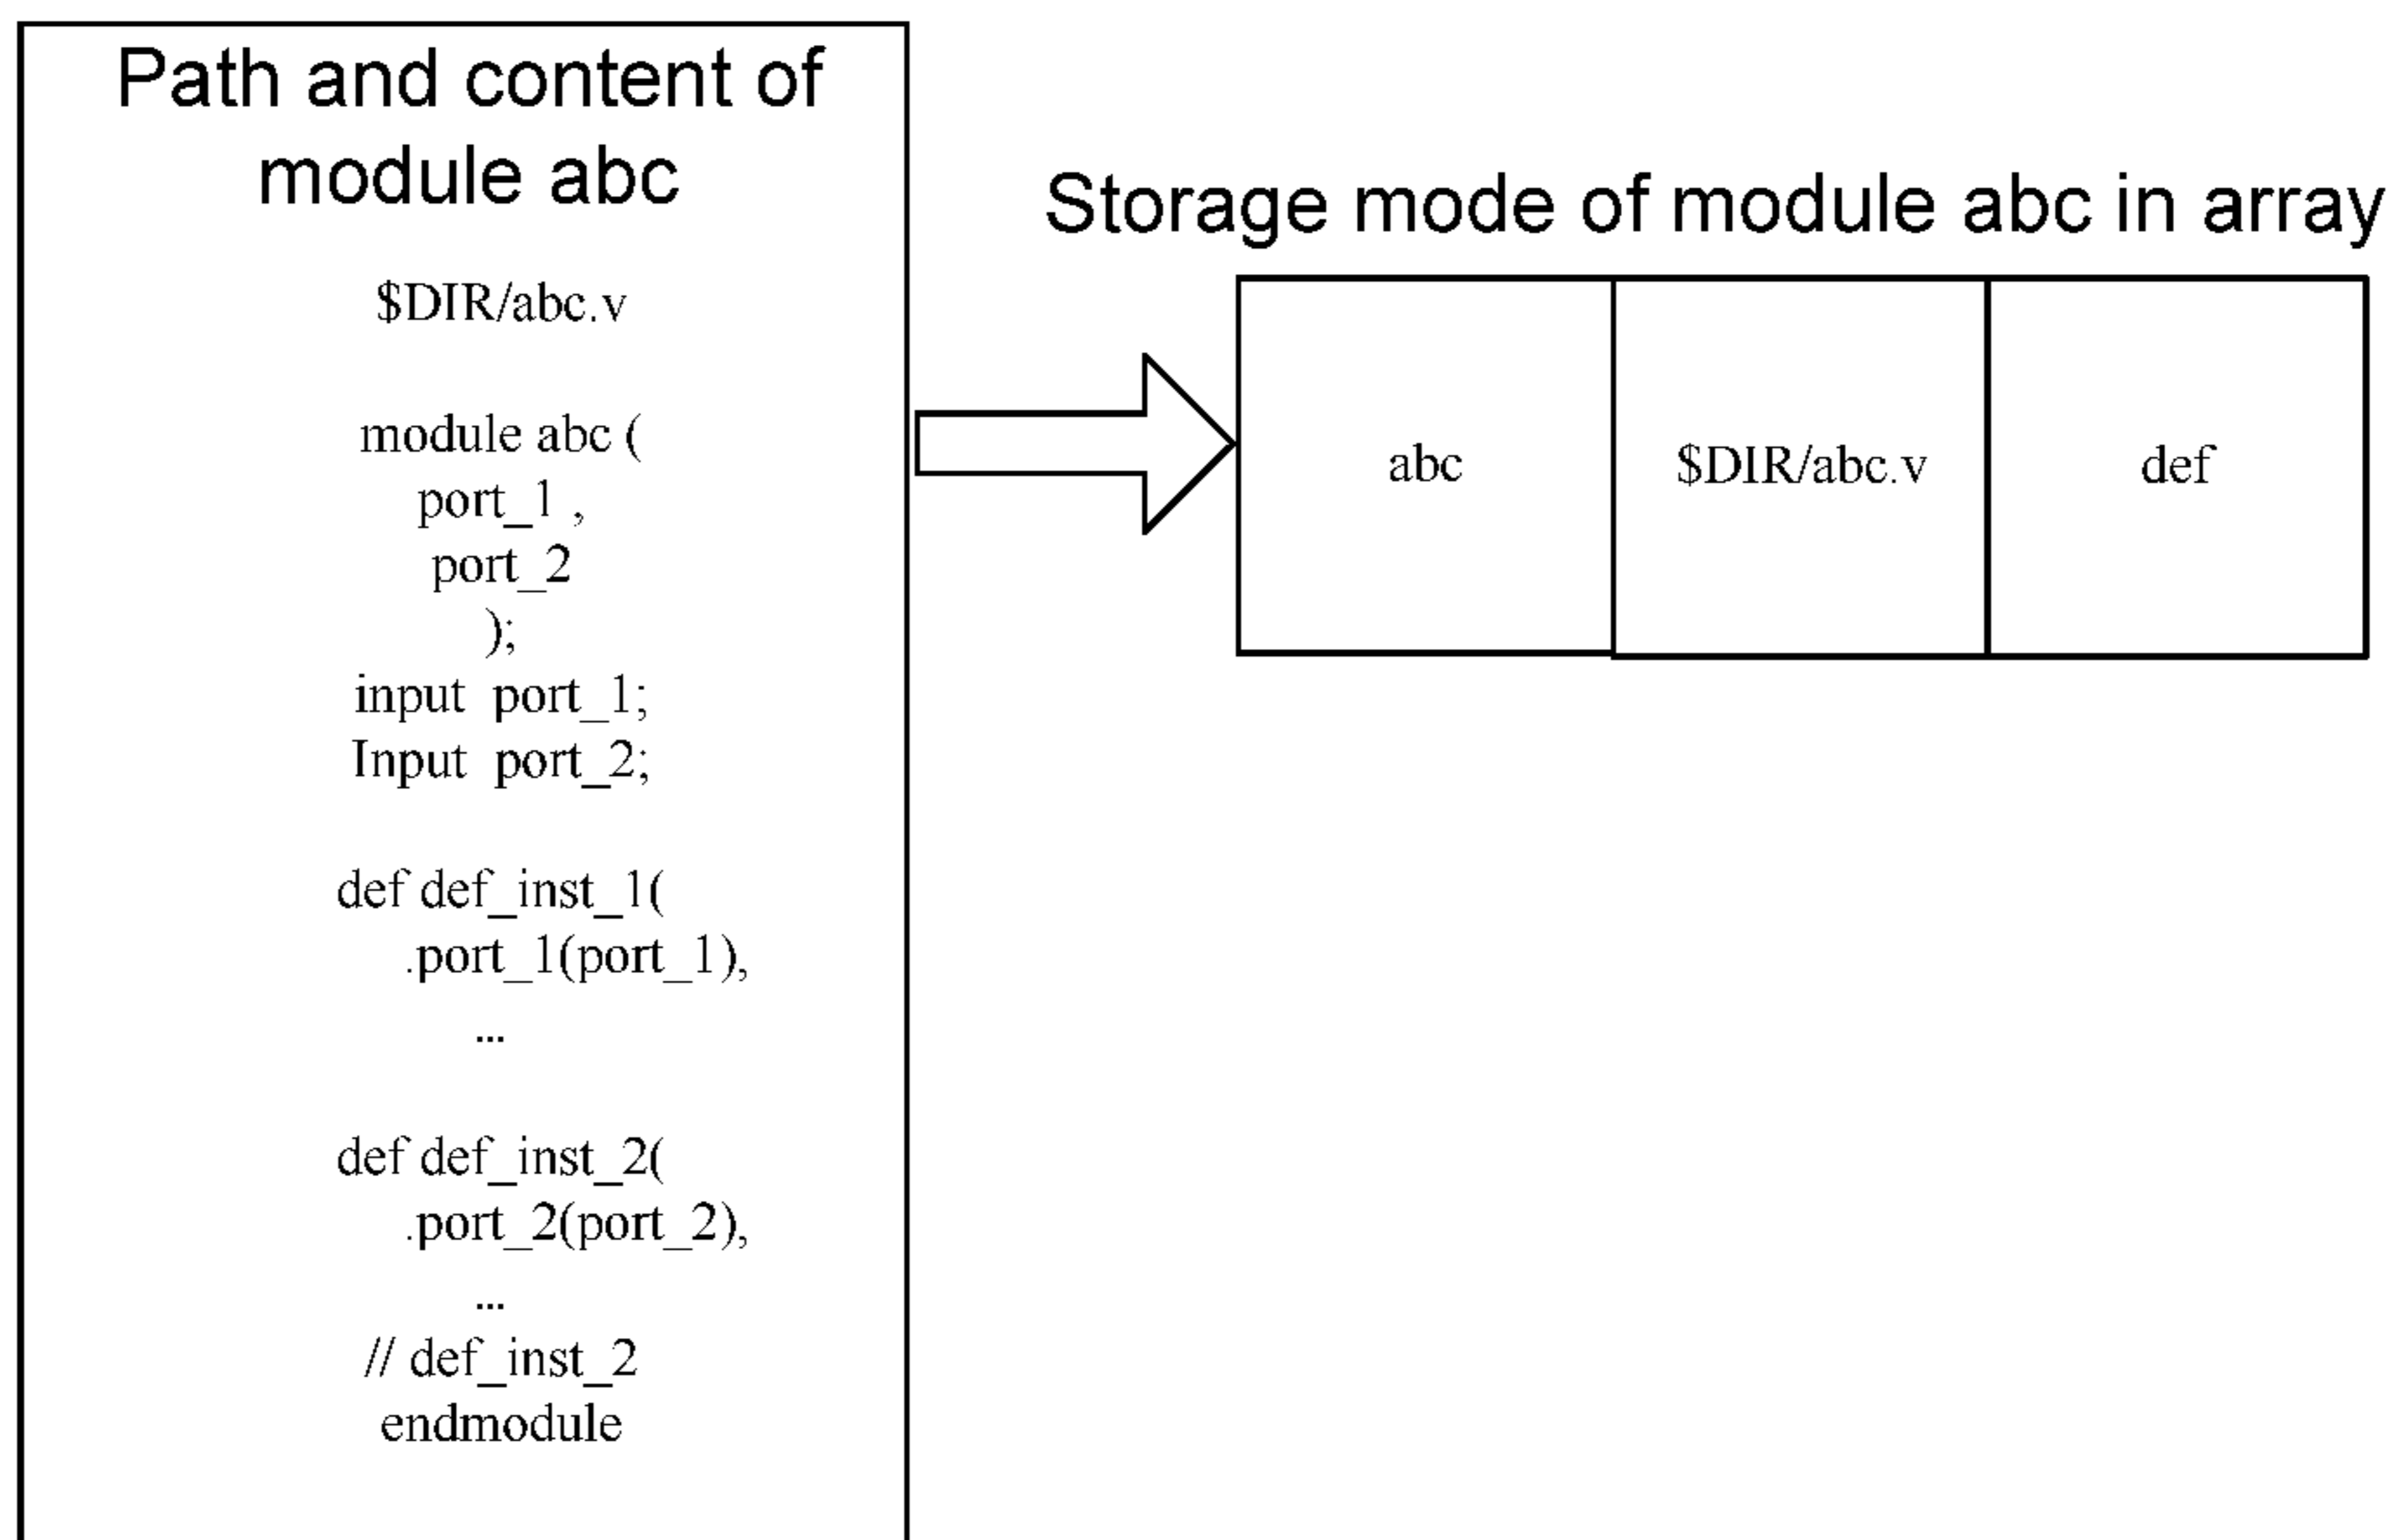 Path and content of
module abc
$DIR/abc.v
module abc (
port_1 ,
port_2
);
input port_1;
Input port_2;
def def_inst_1(
.port_1(port_1),
...
def def_inst_2(
.port_2(port_2),
...
// def_inst_2
endmodule
Storage mode of module abc in array
abc
$DIR/abc.v
def